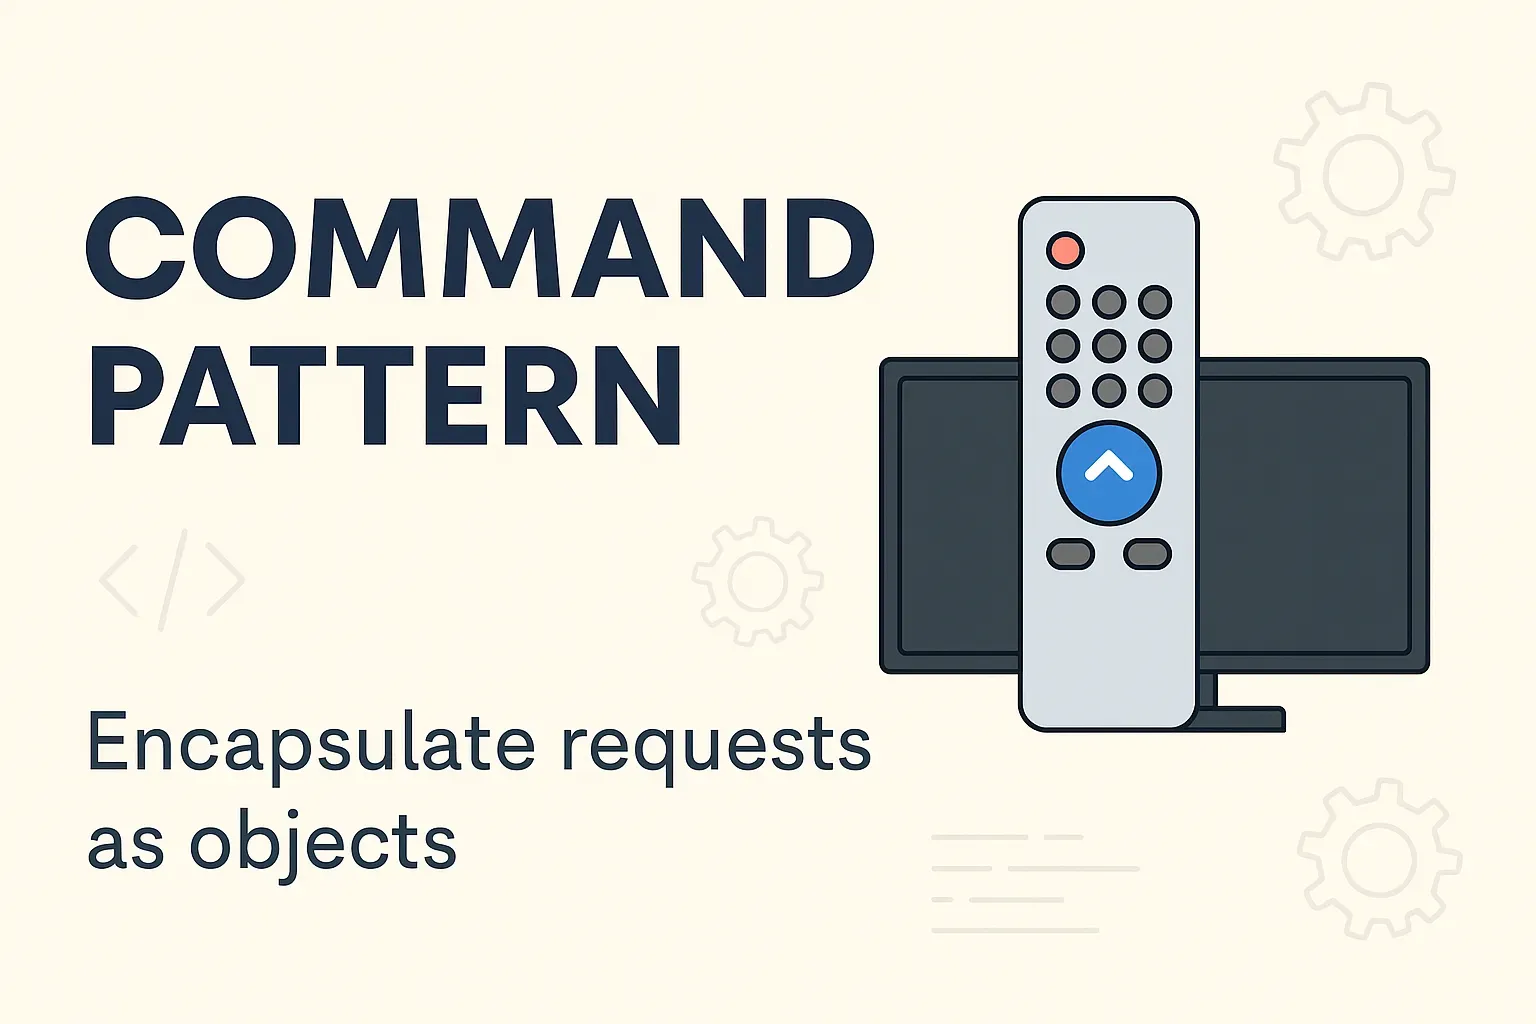 COMMAND
PATTERN
Encapsulate requests
as objects